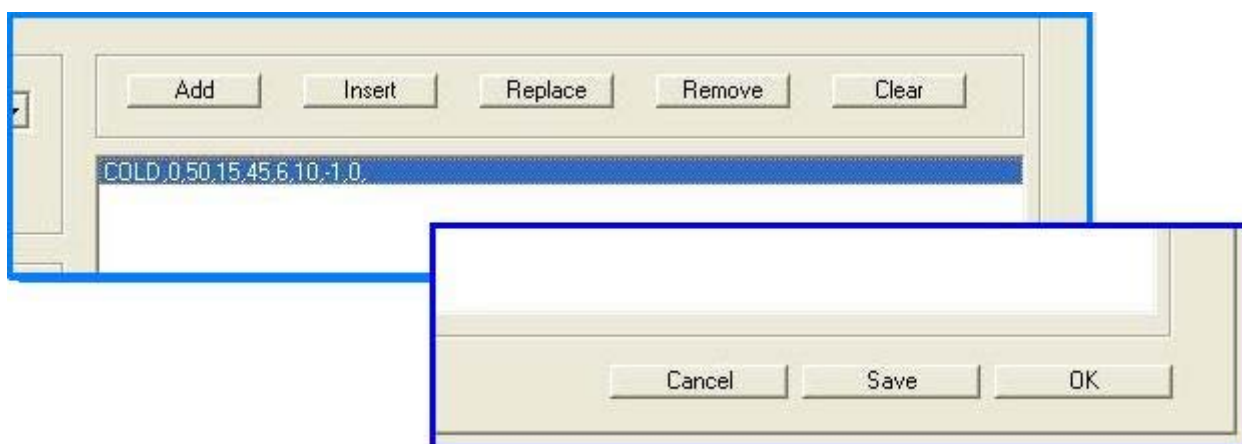 Add Insert Replace Remove Clear
COLD,0,50,15,45,6,10,-1,0,
Cancel Save OK